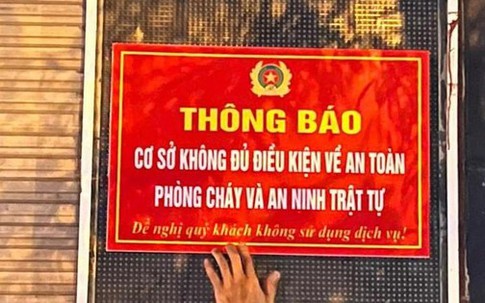 THÔNG BÁO
CƠ SỞ KHÔNG ĐỦ ĐIỀU KIỆN VỀ AN TOÀN
PHÒNG CHÁY VÀ AN NINH TRẬT TỰ
Đề nghị quý khách không sử dụng dịch vụ!